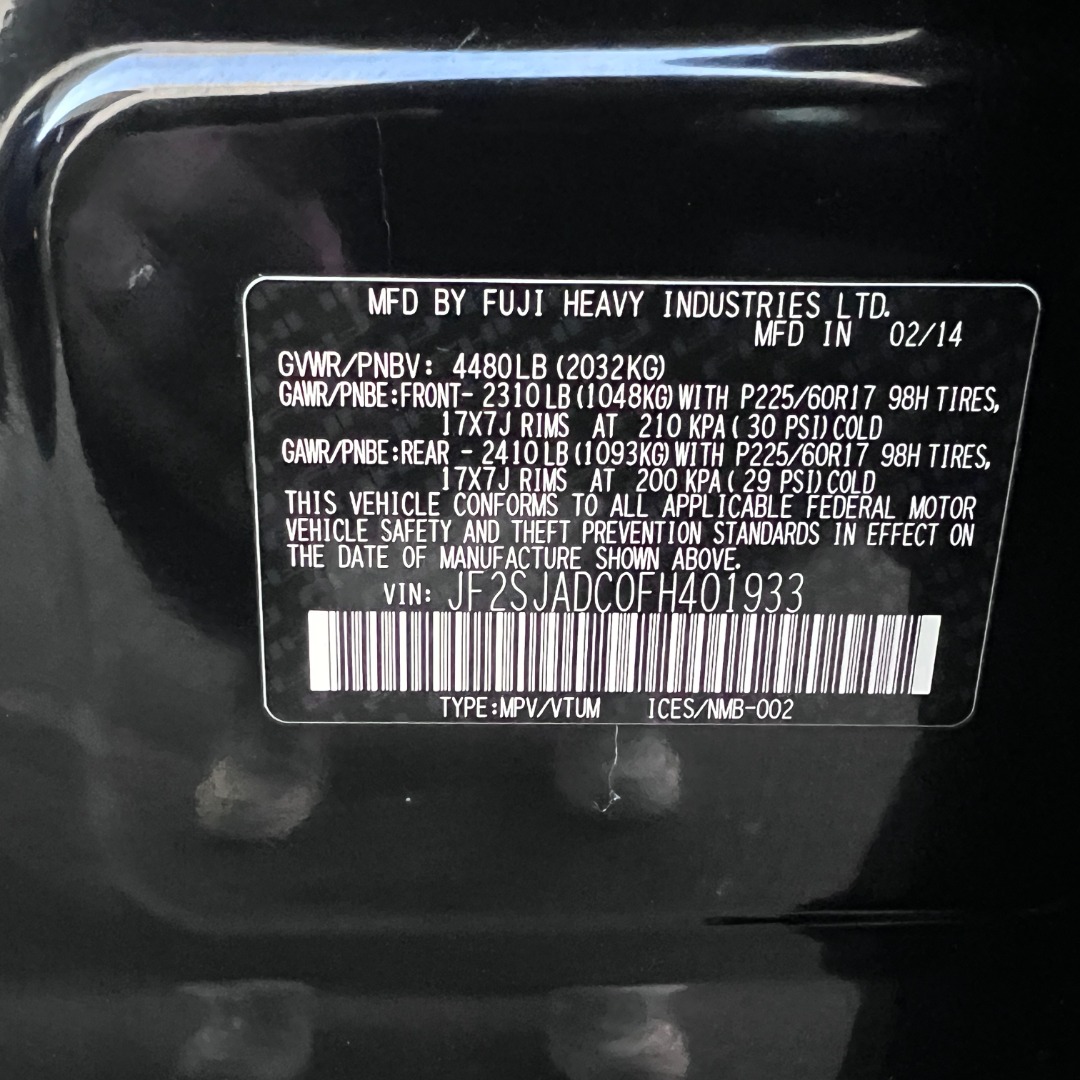 MFD BY FUJI HEAVY INDUSTRIES LTD.
MFD IN 02/14
GVWR/PNBV: 4480LB (2032KG)
GAWR/PNBE:FRONT- 2310 LB (1048KG) WITH P225/60R17 98H TIRES,
17X7J RIMS AT 210 KPA ( 30 PSI) COLD
GAWR/PNBE:REAR - 2410 LB (1093KG) WITH P225/60R17 98H TIRES,
17X7J RIMS AT 200 KPA ( 29 PSI) COLD
THIS VEHICLE CONFORMS TO ALL APPLICABLE FEDERAL MOTOR
VEHICLE SAFETY AND THEFT PREVENTION STANDARDS IN EFFECT ON
THE DATE OF MANUFACTURE SHOWN ABOVE.
VIN: JF2SJADC0FH401933
TYPE:MPV/VTUM ICES/NMB-002